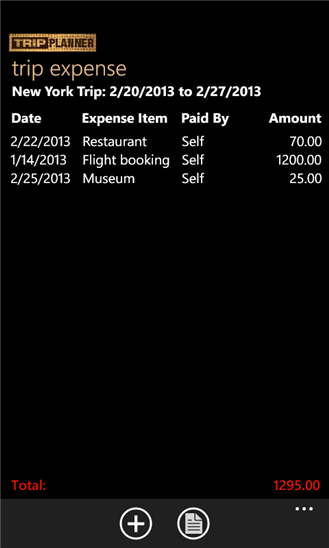 TRIP PLANNER
trip expense
New York Trip: 2/20/2013 to 2/27/2013
Date Expense Item Paid By Amount
2/22/2013 Restaurant Self 70.00
1/14/2013 Flight booking Self 1200.00
2/25/2013 Museum Self 25.00
Total: 1295.00